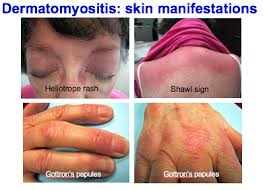 Dermatomyositis: skin manifestations
Heliotrope rash
Shawl sign
Gottron's papules
Gottron's papules